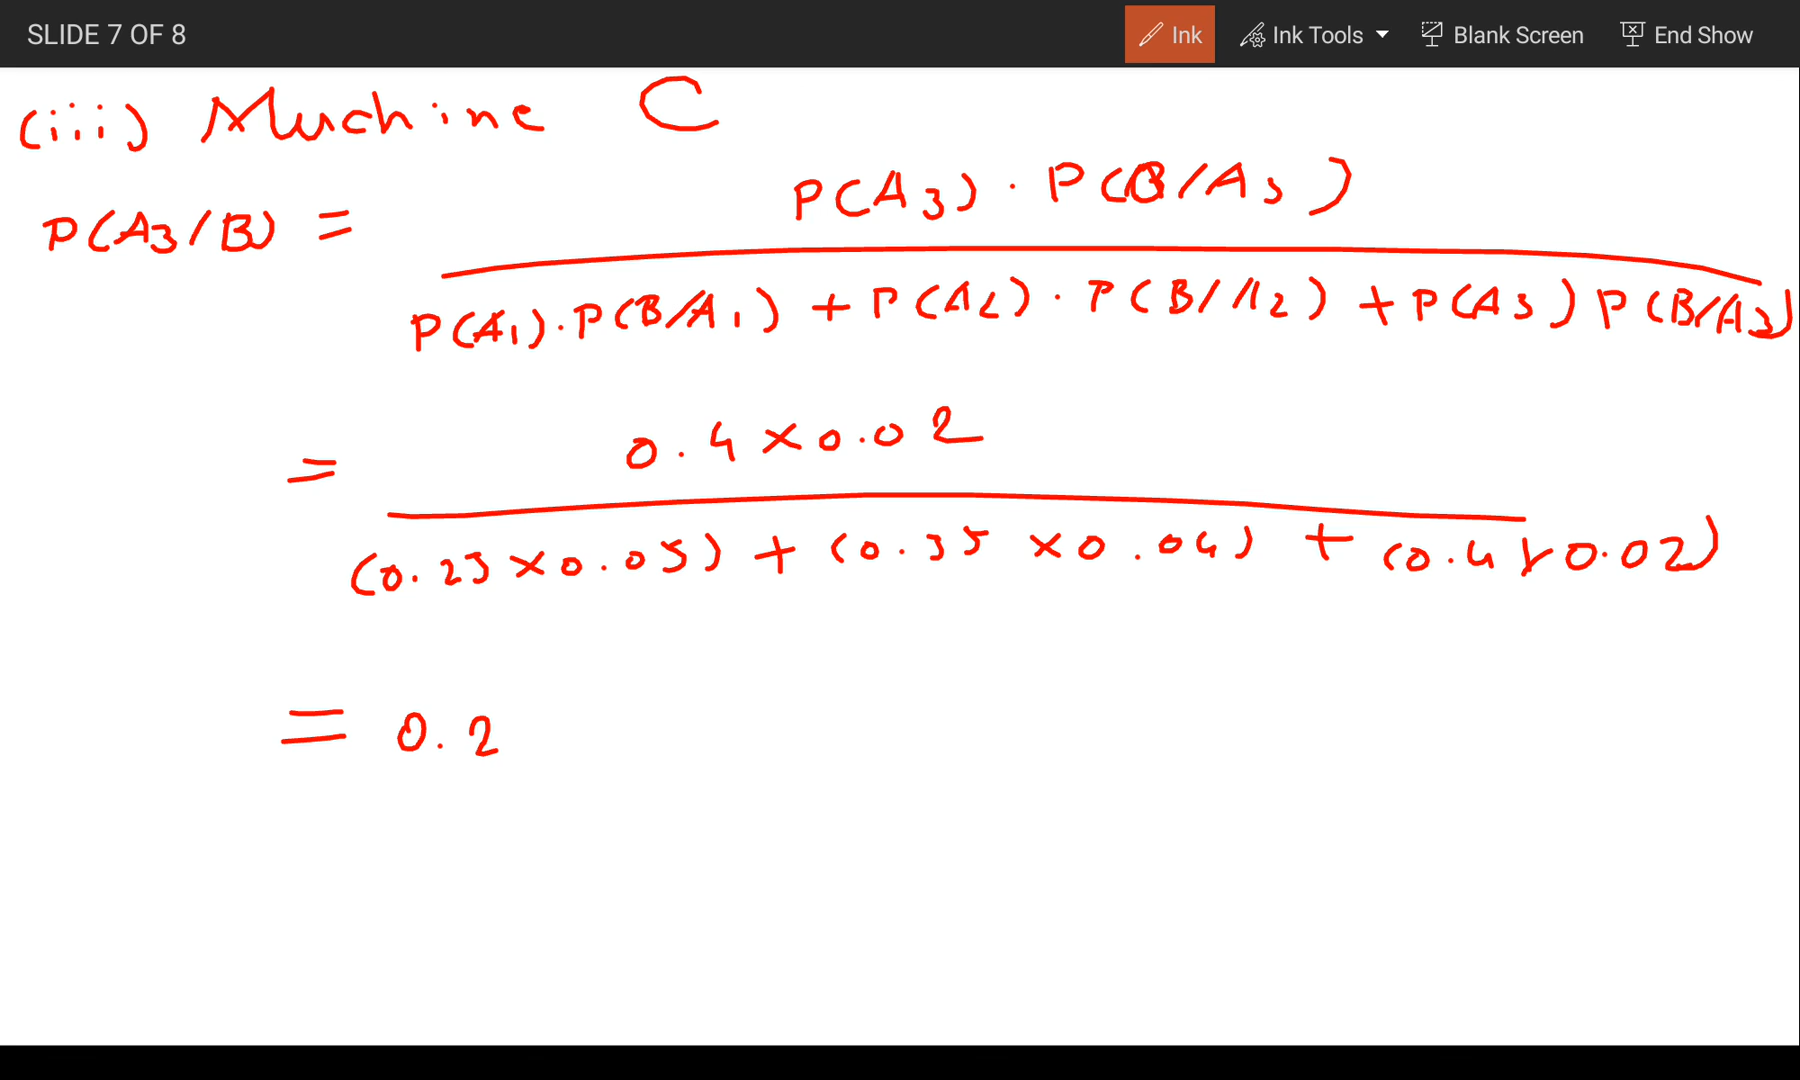 SLIDE 7 OF 8 Ink Ink Tools Blank Screen End Show
(iii) Machine C
P(A3/B) = P(A3) · P(B/A3)
P(A1) · P(B/A1) + P(A2) · P(B/A2) + P(A3) P(B/A3)
= 0.4 × 0.02
(0.25 × 0.05) + (0.35 × 0.04) + (0.4 × 0.02)
= 0.2